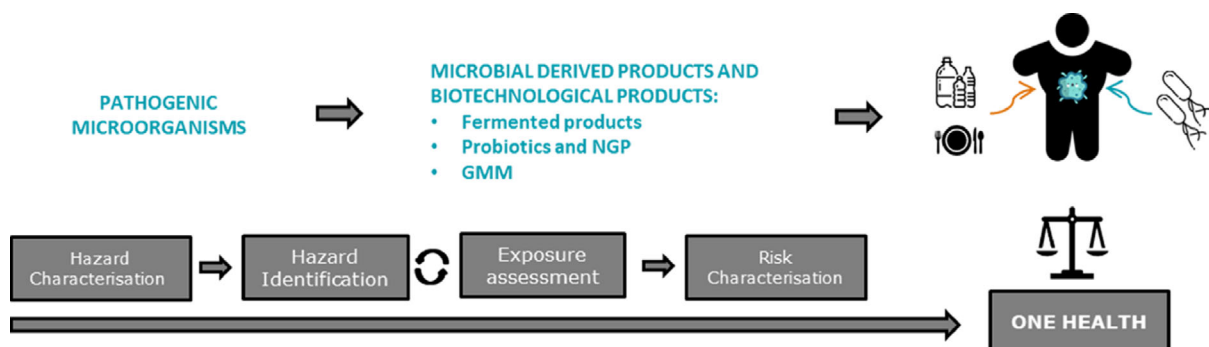 PATHOGENIC
MICROORGANISMS
MICROBIAL DERIVED PRODUCTS AND
BIOTECHNOLOGICAL PRODUCTS:
• Fermented products
• Probiotics and NGP
• GMM
Hazard
Characterisation
Hazard
Identification
Exposure
assessment
Risk
Characterisation
ONE HEALTH